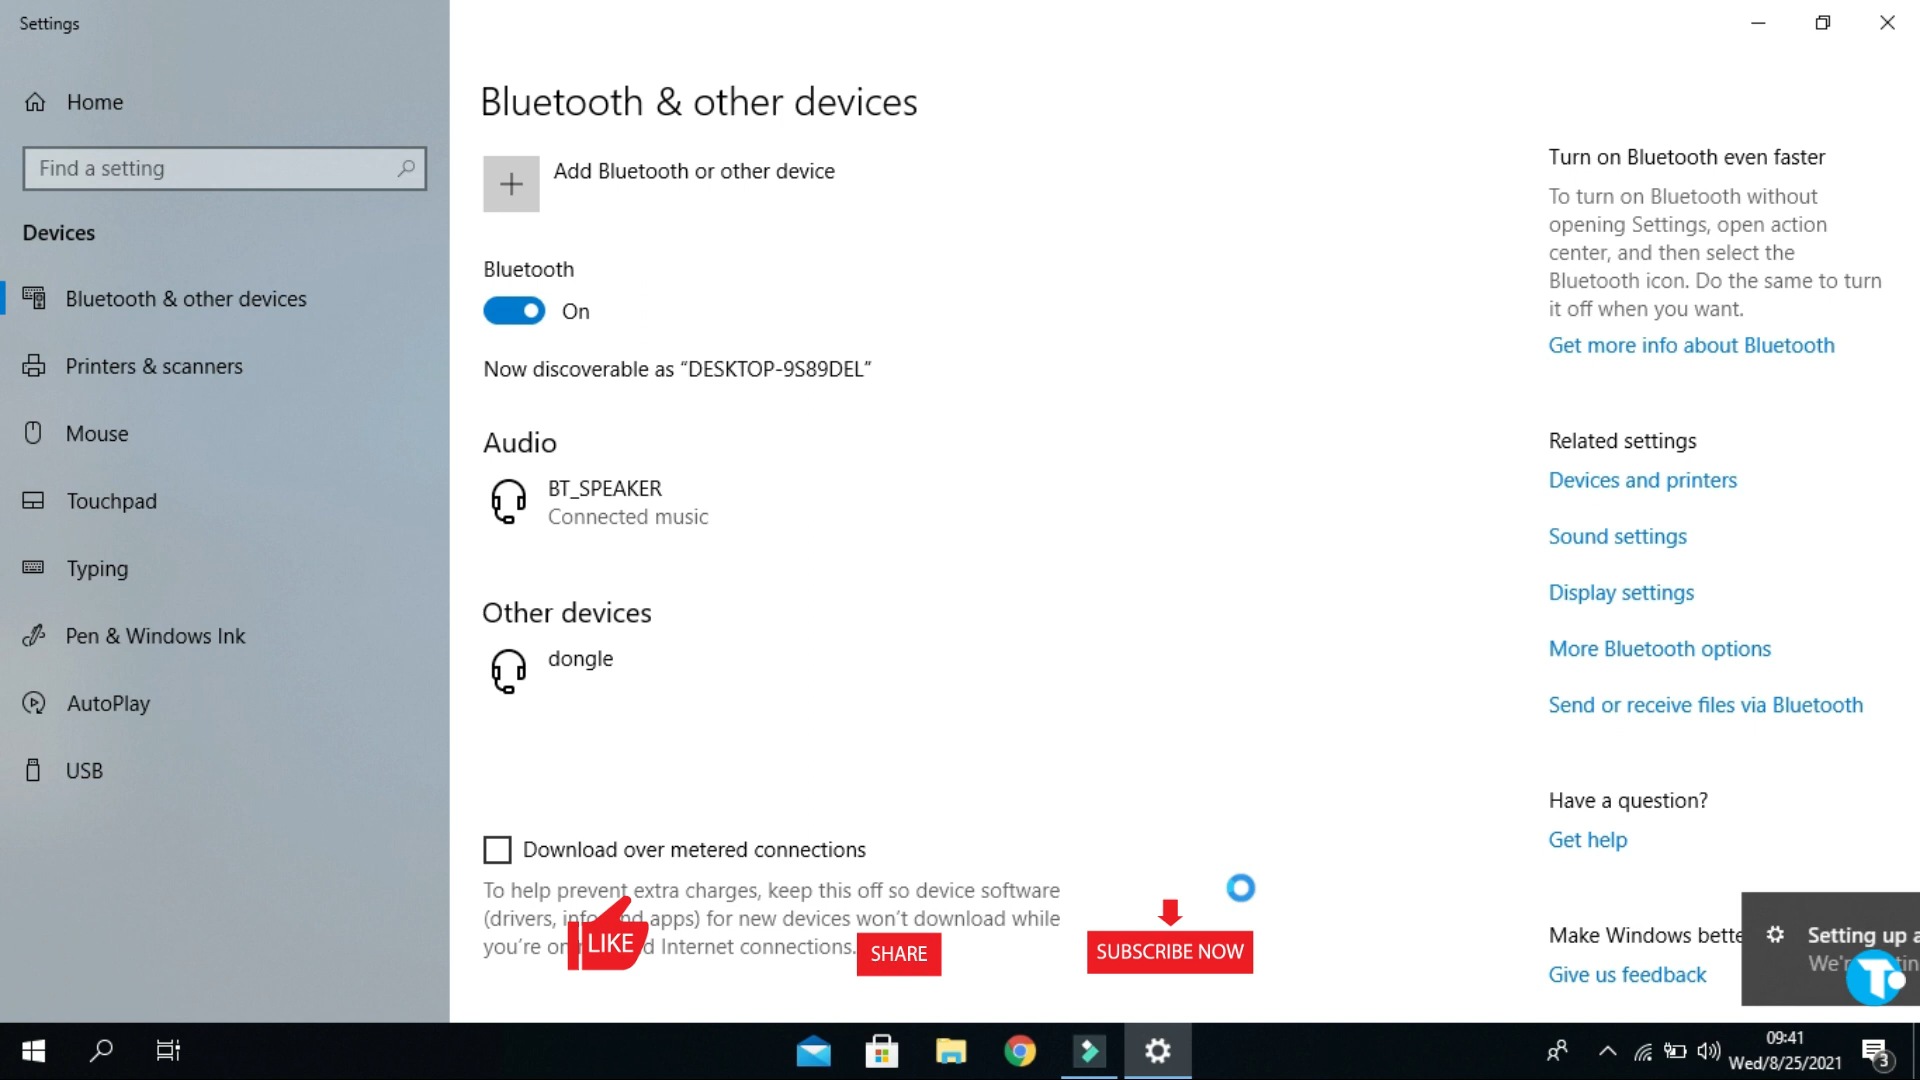 Settings
Home
Find a setting
Devices
Bluetooth & other devices
Printers & scanners
Mouse
Touchpad
Typing
Pen & Windows Ink
AutoPlay
USB
Bluetooth & other devices
Add Bluetooth or other device
Bluetooth
On
Now discoverable as “DESKTOP-9S89DEL”
Audio
BT_SPEAKER
Connected music
Other devices
dongle
Download over metered connections
To help prevent extra charges, keep this off so device software
(drivers, and apps) for new devices won’t download while
you’re on Internet connections.
LIKE
SHARE
SUBSCRIBE NOW
Turn on Bluetooth even faster
To turn on Bluetooth without
opening Settings, open action
center, and then select the
Bluetooth icon. Do the same to turn
it off when you want.
Get more info about Bluetooth
Related settings
Devices and printers
Sound settings
Display settings
More Bluetooth options
Send or receive files via Bluetooth
Have a question?
Get help
Make Windows bette
Give us feedback
Setting up a
We're
09:41
Wed/8/25/2021
3